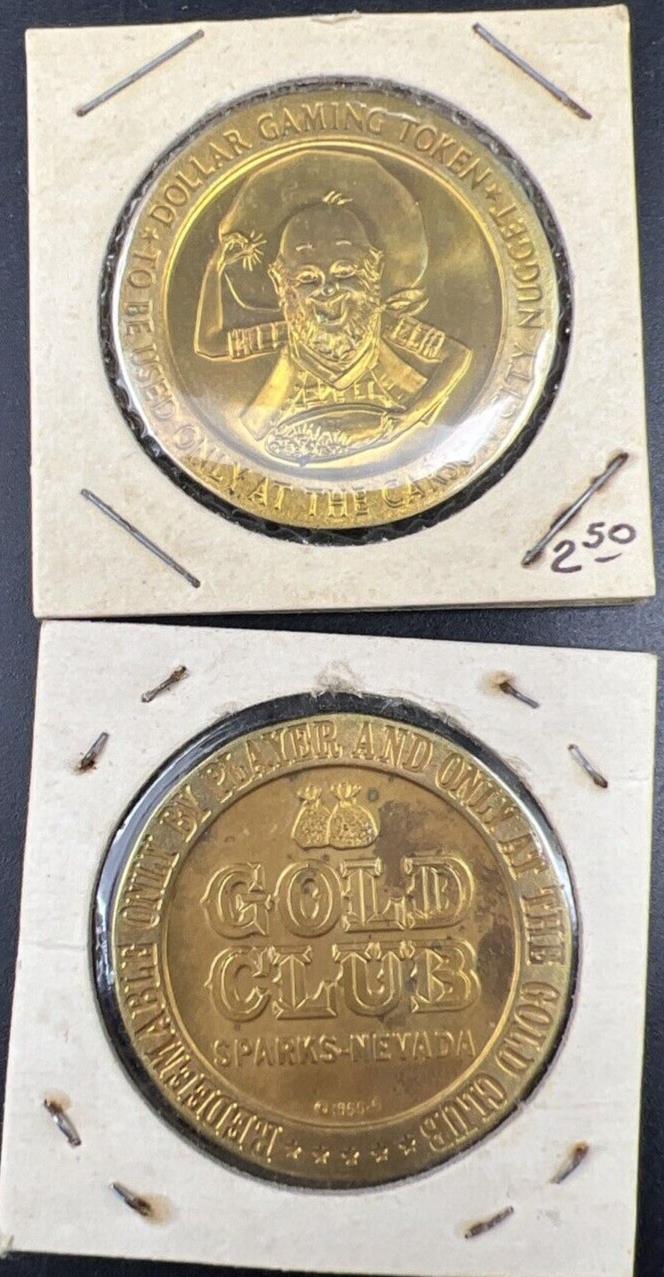 ★ DOLLAR GAMING TOKEN ★
TO BE USED ONLY AT THE CARSON CITY NUGGET
2 50
REDEEMABLE ONLY BY PLAYER AND ONLY AT THE GOLD CLUB
GOLD
CLUB
SPARKS-NEVADA
★ ★ ★ ★ ★